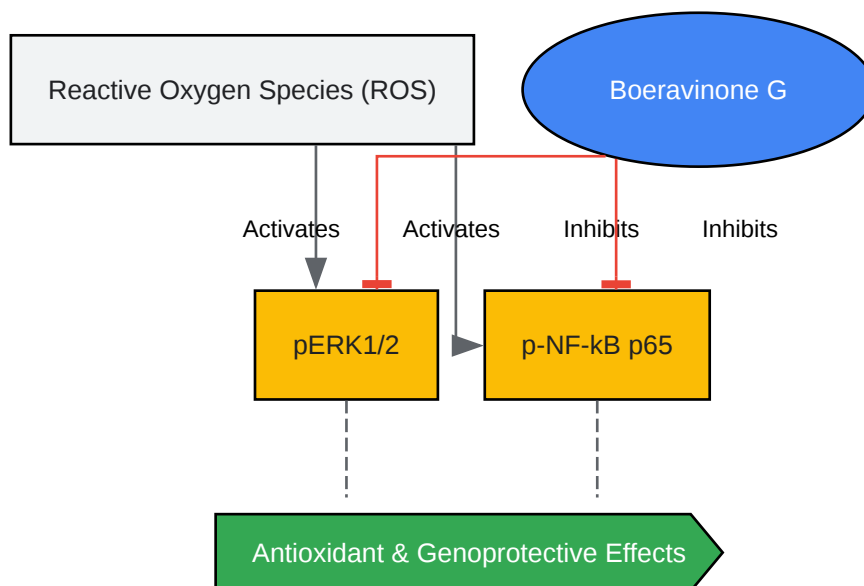 Reactive Oxygen Species (ROS)
Boeravinone G
Activates
Activates
Inhibits
Inhibits
pERK1/2
p-NF-kB p65
Antioxidant & Genoprotective Effects